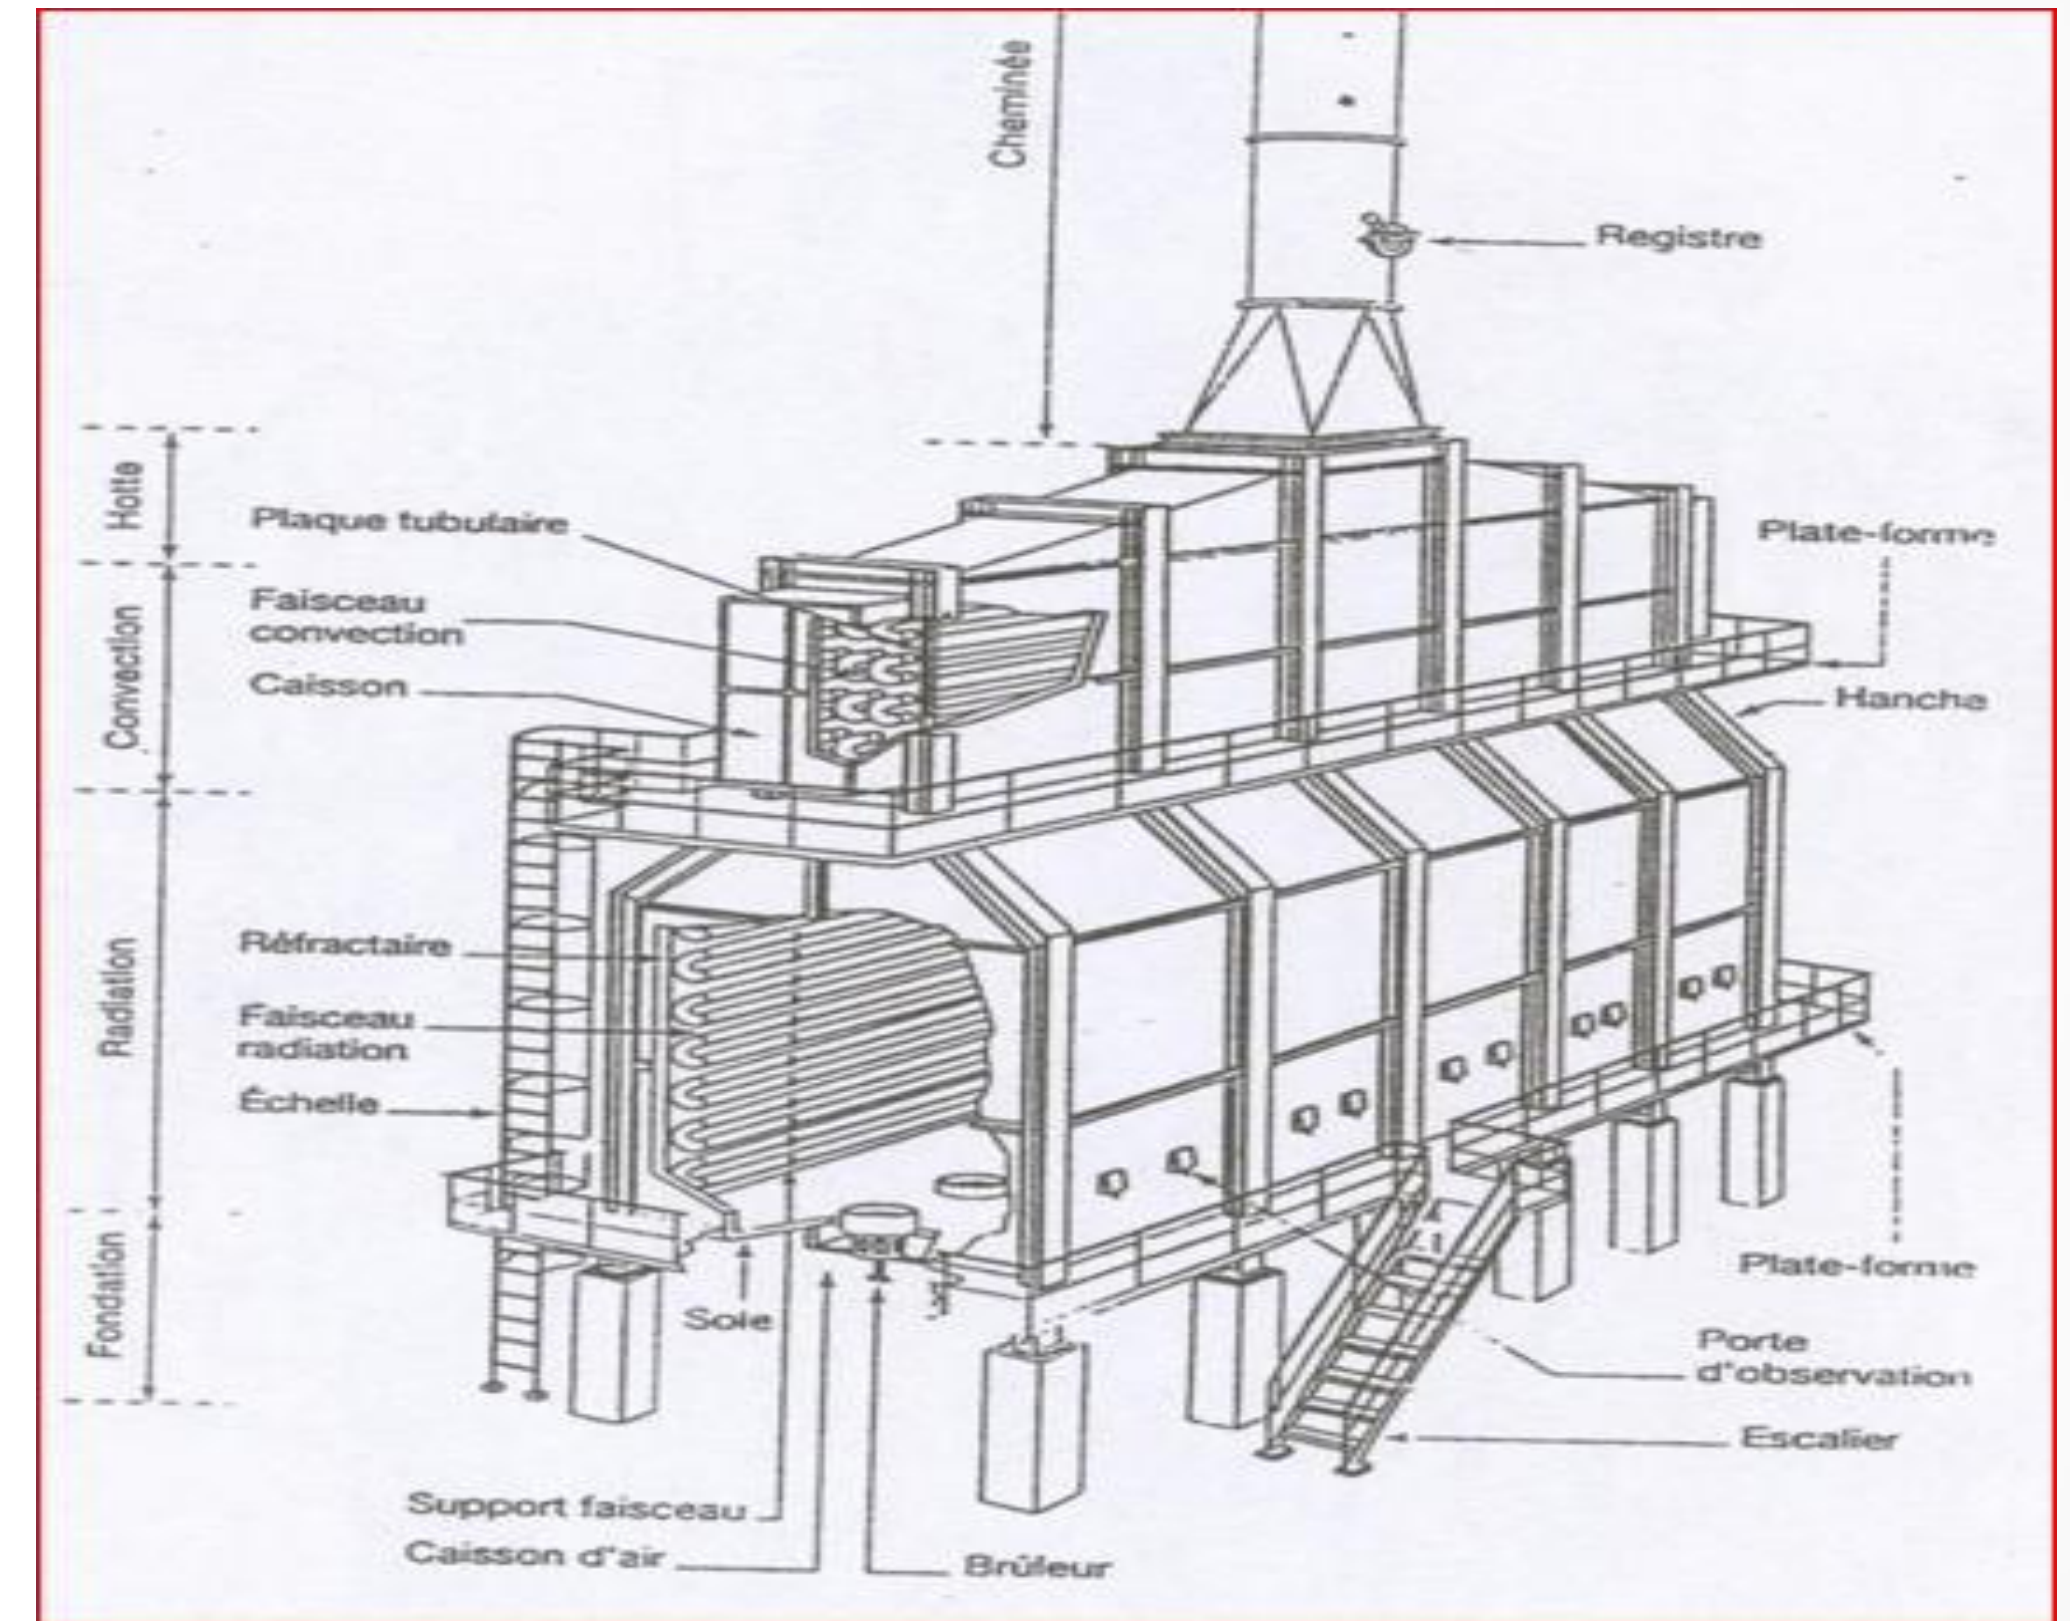 Cheminée
Registre
Hotte
Plaque tubulaire
Plate-forme
Faisceau
convection
Convection
Caisson
Hanche
Réfractaire
Radiation
Faisceau
radiation
Échelle
Fondation
Sole
Plate-forme
Porte
d'observation
Escalier
Support faisceau
Caisson d'air
Brûleur